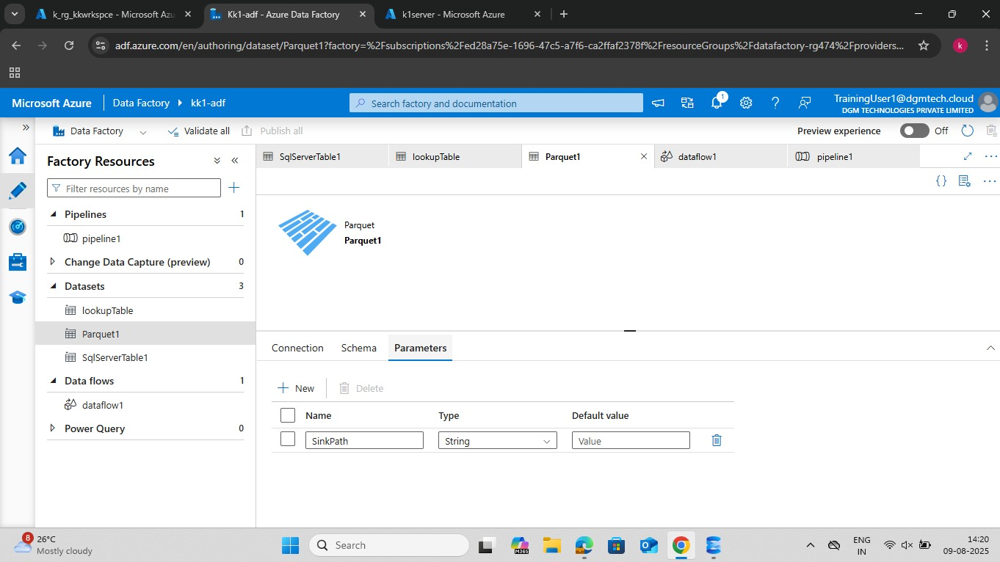 k_rg_kkwrkspce - Microsoft Azu
Kk1-adf - Azure Data Factory
k1server - Microsoft Azure
adf.azure.com/en/authoring/dataset/Parquet1?factory=%2Fsubscriptions%2Fed28a75e-1696-47c5-a7f6-ca2ffaf2378f%2FresourceGroups%2Fdatafactory-rg474%2Fproviders...
k
Microsoft Azure
Data Factory
kk1-adf
Search factory and documentation
1
TrainingUser1@dgmtech.cloud
DGM TECHNOLOGIES PRIVATE LIMITED
Data Factory
Validate all
Publish all
Preview experience
Off
Factory Resources
SqlServerTable1
lookupTable
Parquet1
dataflow1
pipeline1
Filter resources by name
Pipelines 1
pipeline1
Change Data Capture (preview) 0
Datasets 3
lookupTable
Parquet1
SqlServerTable1
Data flows 1
dataflow1
Power Query 0
Parquet
Parquet1
Connection
Schema
Parameters
New
Delete
Name Type Default value
SinkPath String Value
8
26°C
Mostly cloudy
Search
M365
ENG
IN
14:20
09-08-2025